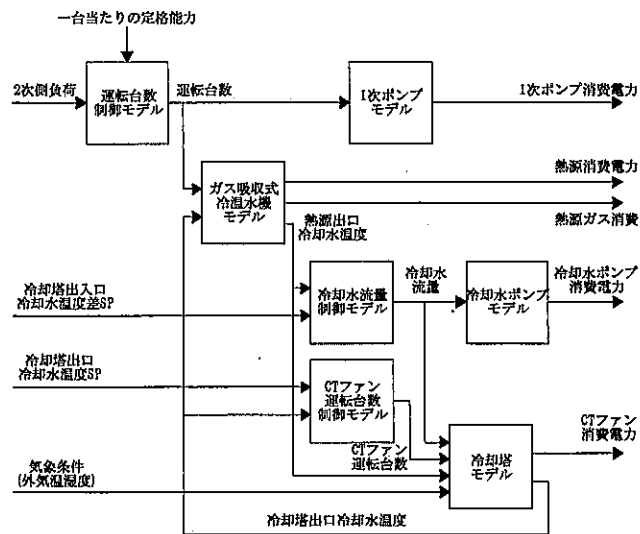 一台当たりの定格能力
2次側負荷
運転台数
制御モデル
運転台数
1次ポンプ
モデル
1次ポンプ消費電力
熱源消費電力
ガス吸収式
冷温水機
モデル
熱源ガス消費
熱源出口
冷却水温度
冷却塔出入口
冷却水温度差SP
冷却水流量
制御モデル
冷却水
流量
冷却水ポンプ
モデル
冷却水ポンプ
消費電力
冷却塔出口
冷却水温度SP
CTファン
運転台数
制御モデル
CTファン
運転台数
冷却塔
モデル
CTファン
消費電力
気象条件
(外気温湿度)
冷却塔出口冷却水温度